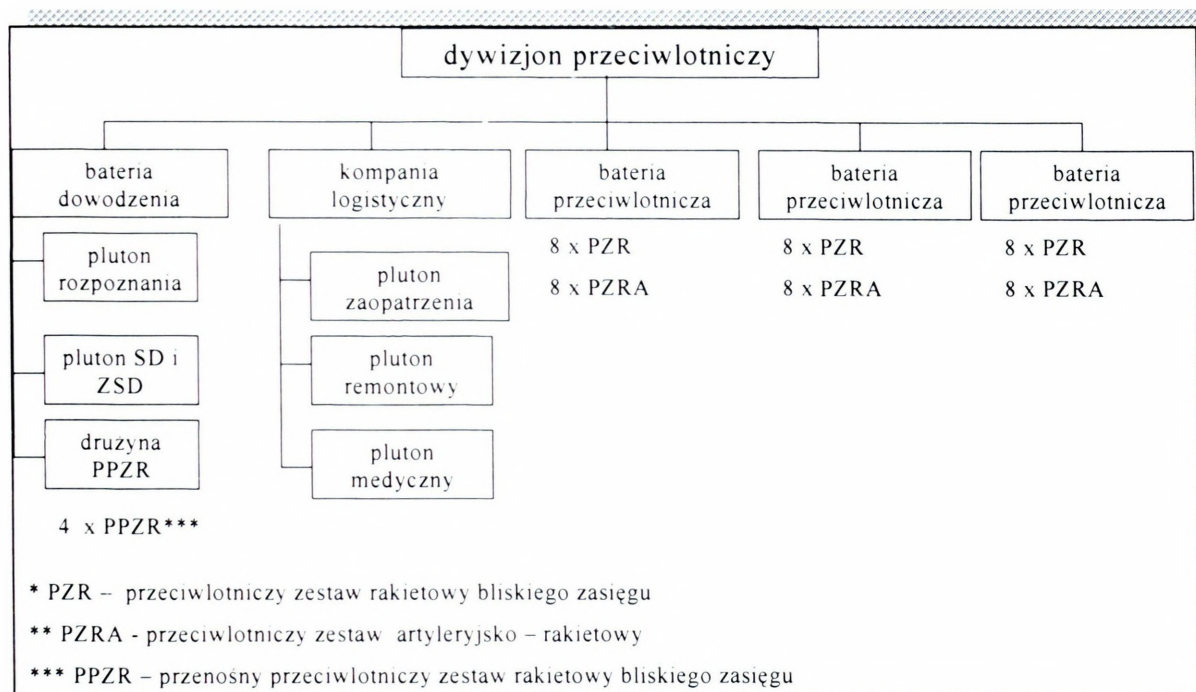 dywizjon przeciwlotniczy
bateria
dowodzenia
pluton
rozpoznania
pluton SD i
ZSD
drużyna
PPZR
4 x PPZR***
kompania
logistyczny
pluton
zaopatrzenia
pluton
remontowy
pluton
medyczny
bateria
przeciwlotnicza
8 x PZR
8 x PZRA
bateria
przeciwlotnicza
8 x PZR
8 x PZRA
bateria
przeciwlotnicza
8 x PZR
8 x PZRA
* PZR – przeciwlotniczy zestaw rakietowy bliskiego zasięgu
** PZRA - przeciwlotniczy zestaw artyleryjsko – rakietowy
*** PPZR – przenośny przeciwlotniczy zestaw rakietowy bliskiego zasięgu